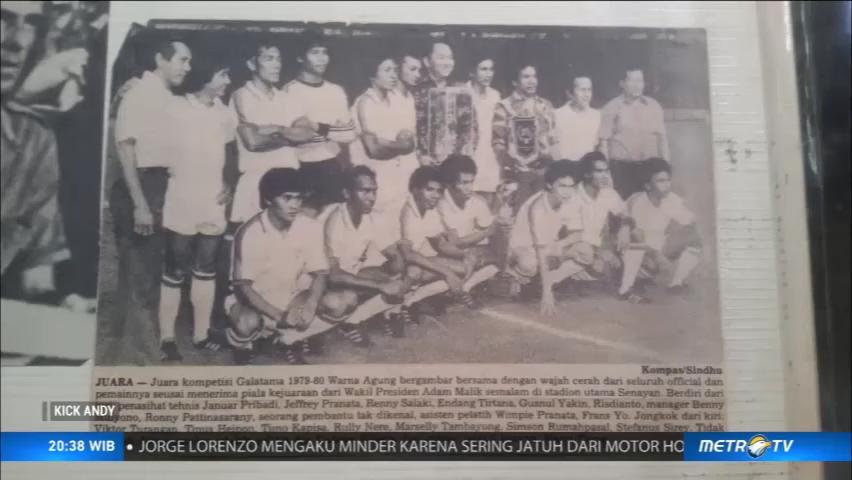 Kompas/Sindhu
JUARA — Juara kompetisi Galatama 1979-80 Warna Agung bergambar bersama dengan wajah cerah dari seluruh official dan
pemainnya seusai menerima piala kejuaraan dari Wakil Presiden Adam Malik semalam di stadion utama Senayan. Berdiri dari
penasihat tehnis Januar Pribadi, Jeffrey Pranata, Renny Salaki, Endang Tirtana, Gusnul Yakin, Risdianto, manager Benny
yono, Ronny Pattinasarany, seorang pembantu tak dikenal, asisten pelatih Wimpie Pranata, Frans Yo. Jongkok dari kiri:
Viktor Turangan, Tinus Heipon, Timo Kapisa, Rully Nere, Marselly Tambayong, Simson Rumahpasal, Stefanus Sirey. Tidak
KICK ANDY
20:38 WIB • JORGE LORENZO MENGAKU MINDER KARENA SERING JATUH DARI MOTOR HO
METRO TV